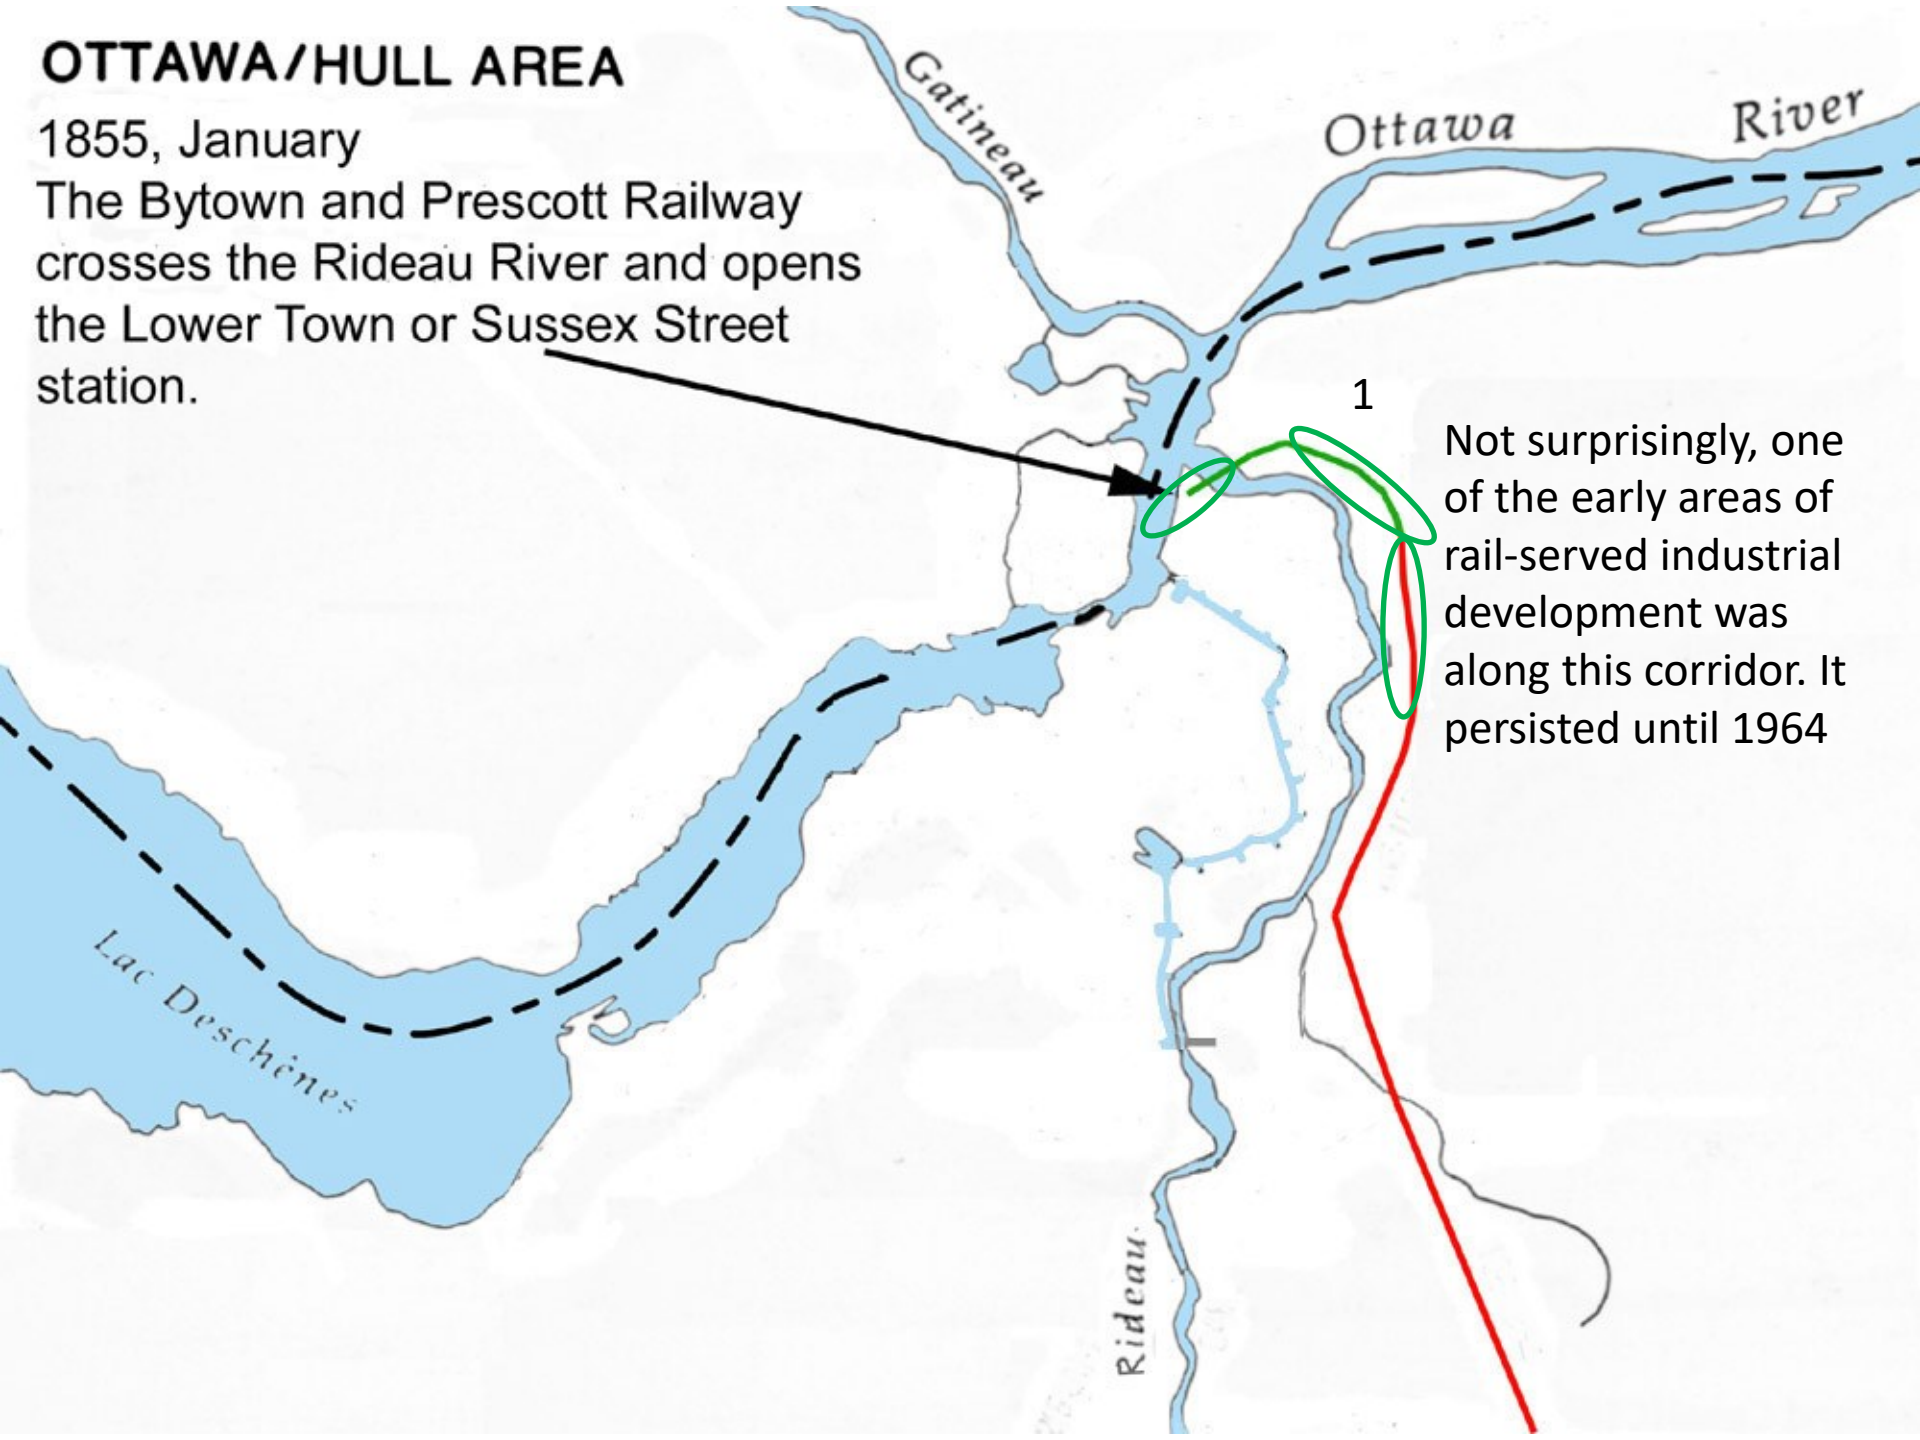 OTTAWA/HULL AREA
1855, January
The Bytown and Prescott Railway
crosses the Rideau River and opens
the Lower Town or Sussex Street
station.
Gatineau
Ottawa River
1
Not surprisingly, one
of the early areas of
rail-served industrial
development was
along this corridor. It
persisted until 1964
Lac Deschênes
Rideau